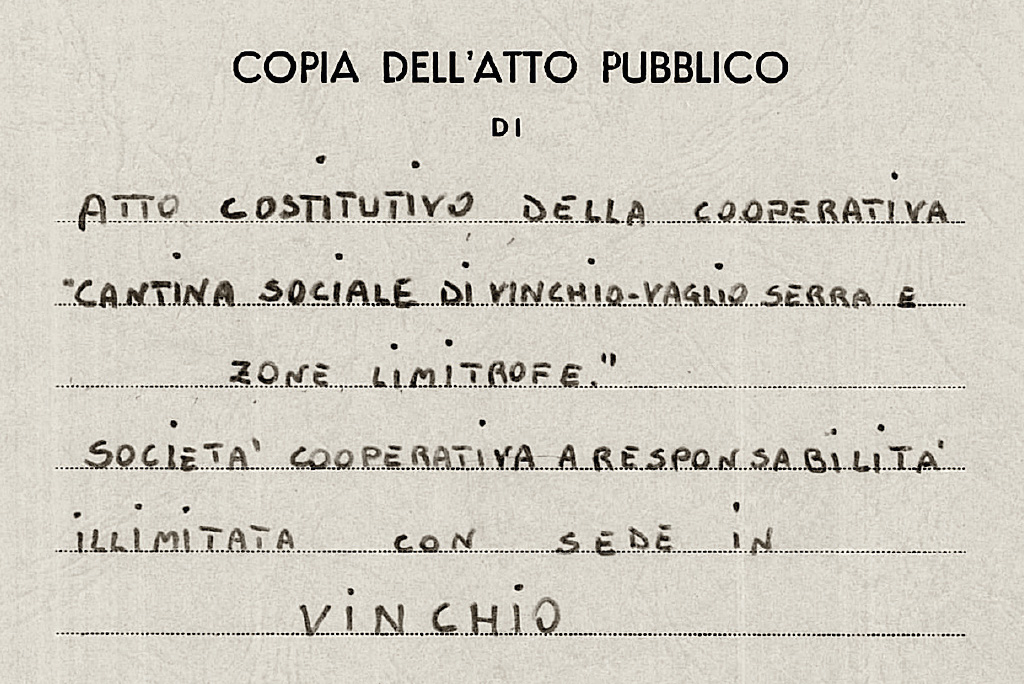 COPIA DELL'ATTO PUBBLICO
DI
ATTO COSTITUTIVO DELLA COOPERATIVA
"CANTINA SOCIALE DI VINCHIO-VAGLIO SERRA E
ZONE LIMITROFE."
SOCIETA' COOPERATIVA A RESPONSABILITA'
ILLIMITATA CON SEDE IN
VINCHIO